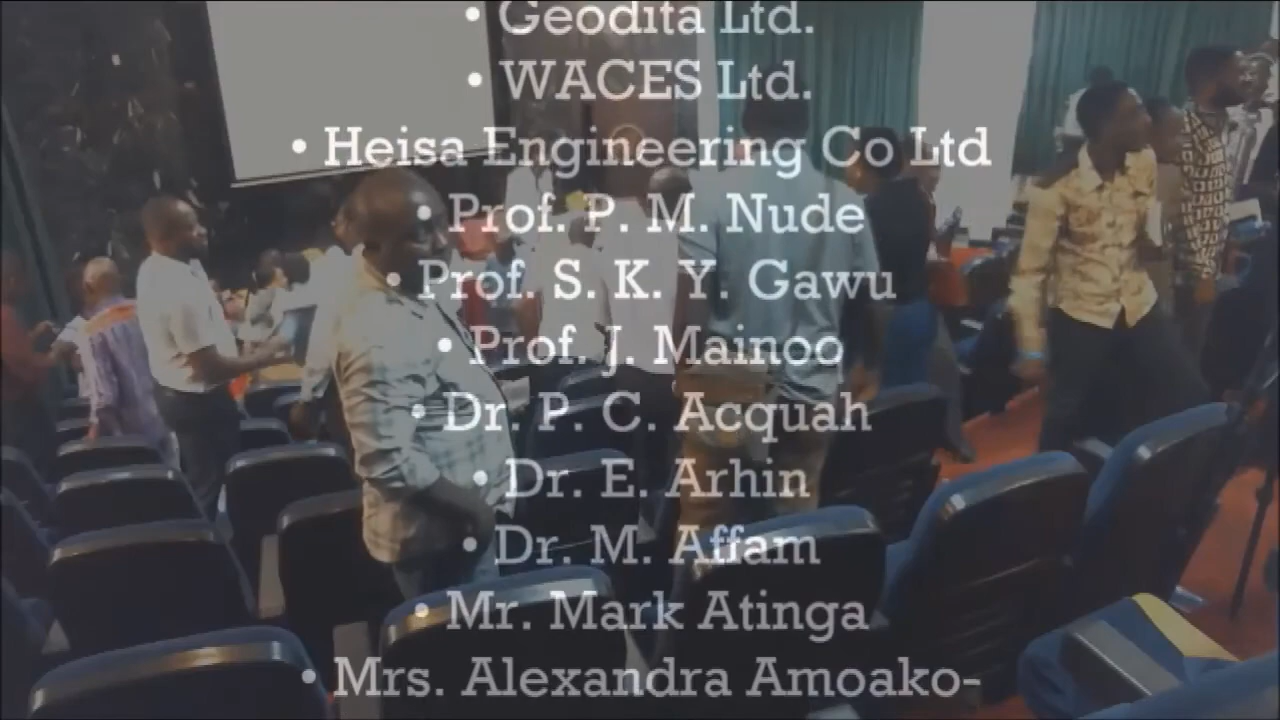 • Geodita Ltd.
• WACES Ltd.
• Heisa Engineering Co Ltd
• Prof. P. M. Nude
• Prof. S. K. Y. Gawu
• Prof. J. Mainoo
• Dr. P. C. Acquah
• Dr. E. Arhin
• Dr. M. Affam
• Mr. Mark Atinga
• Mrs. Alexandra Amoako-